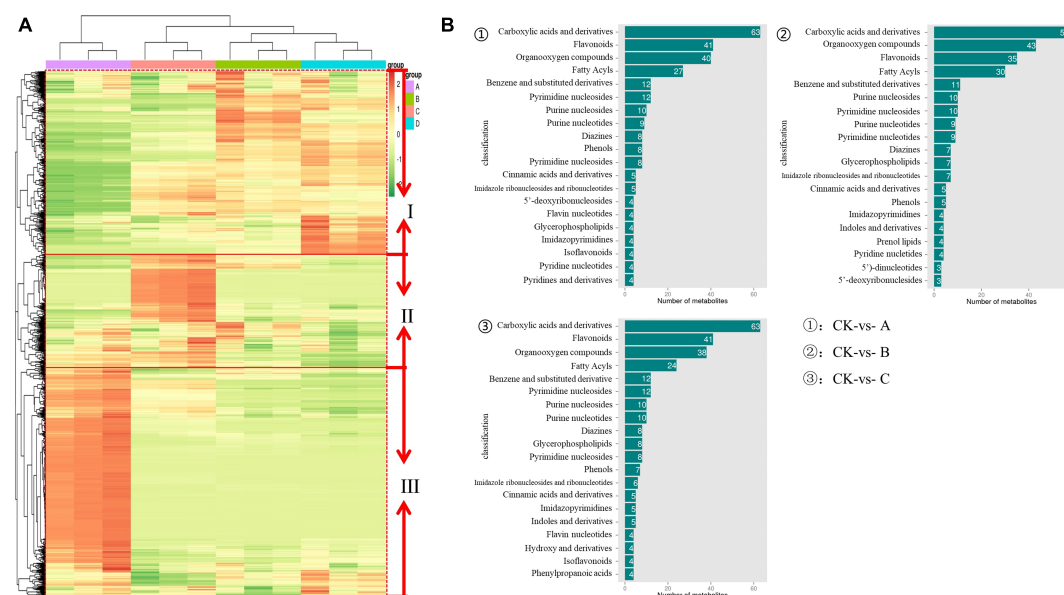 A
group
group
A
B
C
D
2
1
0
-1
I
II
III
B
①
Carboxylic acids and derivatives 63
Flavonoids 41
Organooxygen compounds 40
Fatty Acyls 27
Benzene and substituted derivatives 12
Pyrimidine nucleosides 12
Purine nucleosides 10
Purine nucleotides 9
Diazines 8
Phenols 8
Pyrimidine nucleosides 8
Cinnamic acids and derivatives 5
Imidazole ribonucleosides and ribonucleotides 5
5'-deoxyribonucleosides 4
Flavin nucleotides 4
Glycerophospholipids 4
Imidazopyrimidines 4
Isoflavonoids 4
Pyridine nucleotides 4
Pyridines and derivatives 4
classification
0 20 40 60
Number of metabolites
②
Carboxylic acids and derivatives 5
Organooxygen compounds 43
Flavonoids 35
Fatty Acyls 30
Benzene and substituted derivatives 11
Purine nucleosides 10
Pyrimidine nucleosides 10
Purine nucleotides 9
Pyrimidine nucleotides 9
Diazines 7
Glycerophospholipids 7
Imidazole ribonucleosides and ribonucleotides 7
Cinnamic acids and derivatives 5
Phenols 5
Imidazopyrimidines 4
Indoles and derivatives 4
Prenol lipids 4
Pyridine nucletides 4
5')-dinucleotides 3
5'-deoxyribonuclesides 3
classification
0 20 40
Number of metabolites
③
Carboxylic acids and derivatives 63
Flavonoids 41
Organooxygen compounds 38
Fatty Acyls 24
Benzene and substituted derivative 12
Pyrimidine nucleosides 12
Purine nucleosides 10
Purine nucleotides 10
Diazines 8
Glycerophospholipids 8
Pyrimidine nucleosides 8
Phenols 7
Imidazole ribonucleosides and ribonucleotides 6
Cinnamic acids and derivatives 5
Imidazopyrimidines 5
Indoles and derivatives 5
Flavin nucleotides 4
Hydroxy and derivatives 4
Isoflavonoids 4
Phenylpropanoic acids 4
classification
0 20 40 60
Number of metabolites
①: CK-vs- A
②: CK-vs- B
③: CK-vs- C